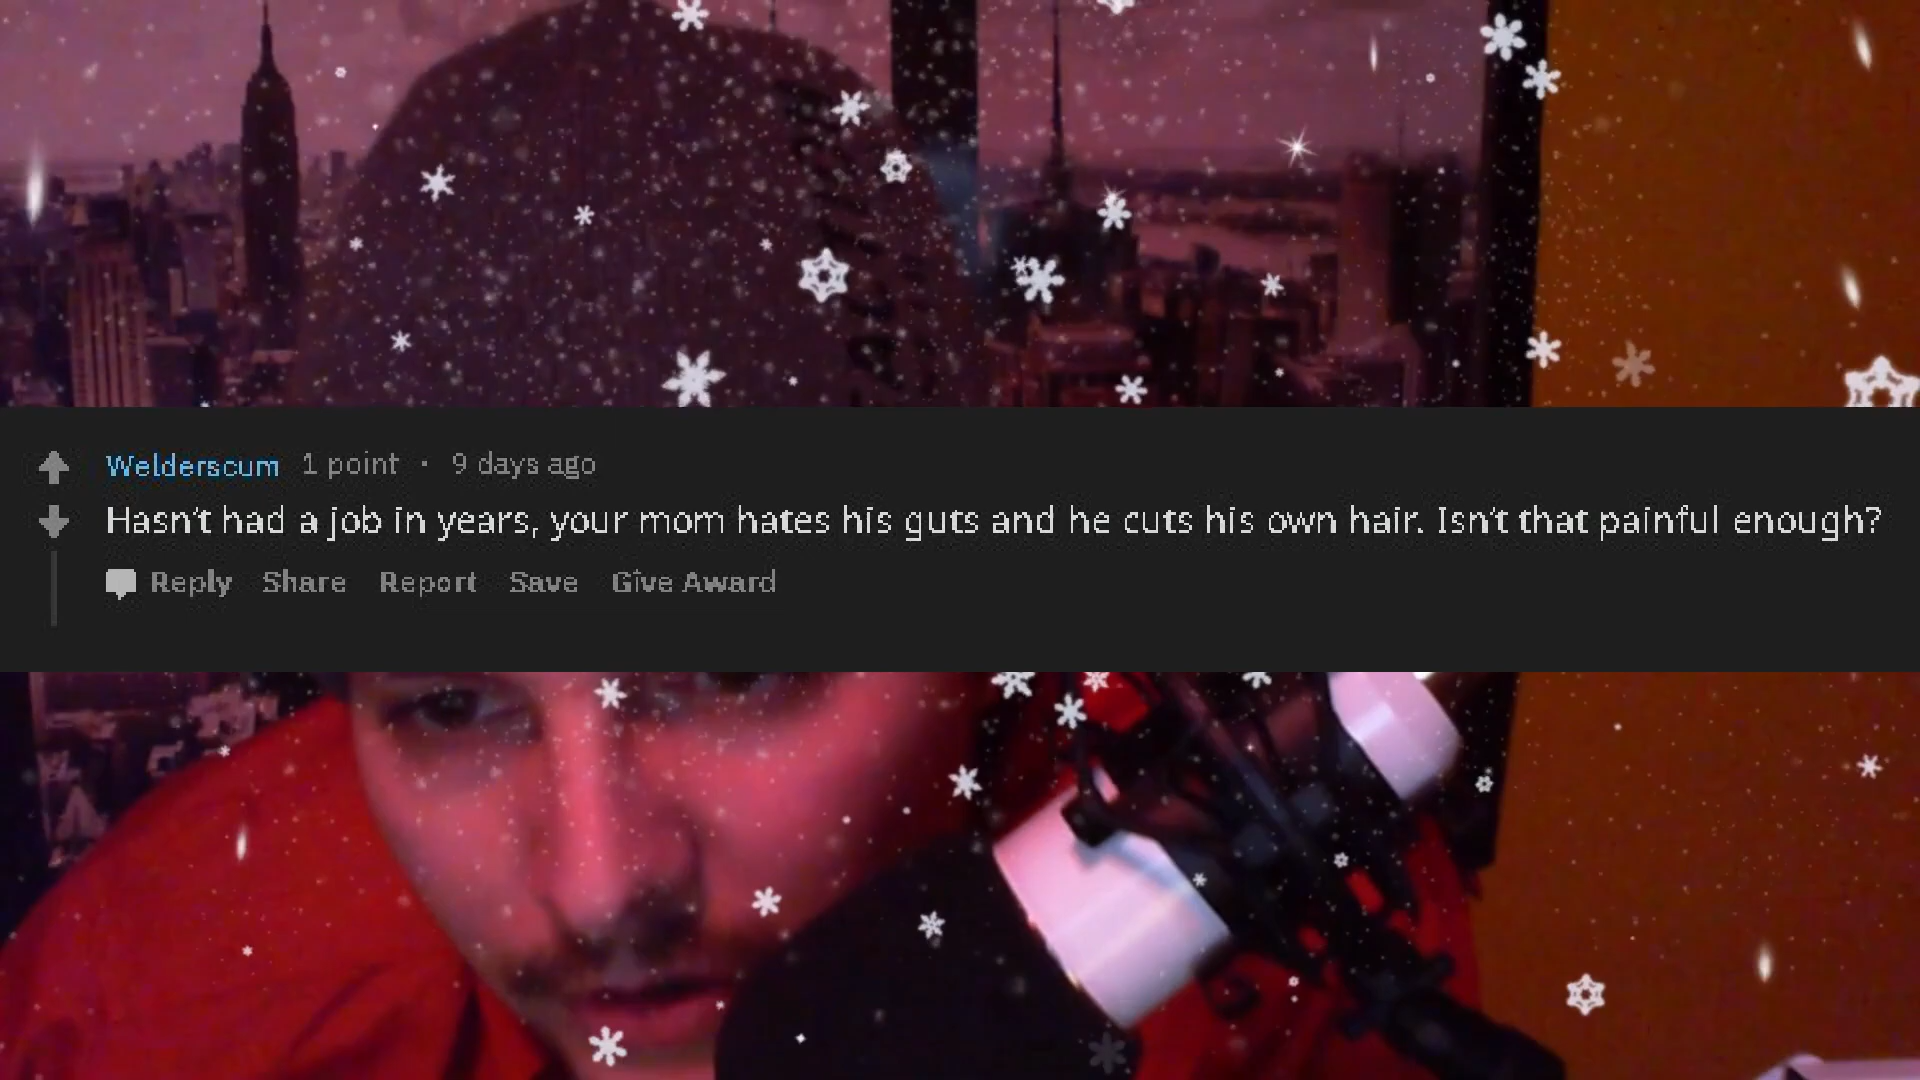 Welderscum 1 point · 9 days ago
Hasn't had a job in years, your mom hates his guts and he cuts his own hair. Isn't that painful enough?
Reply Share Report Save Give Award